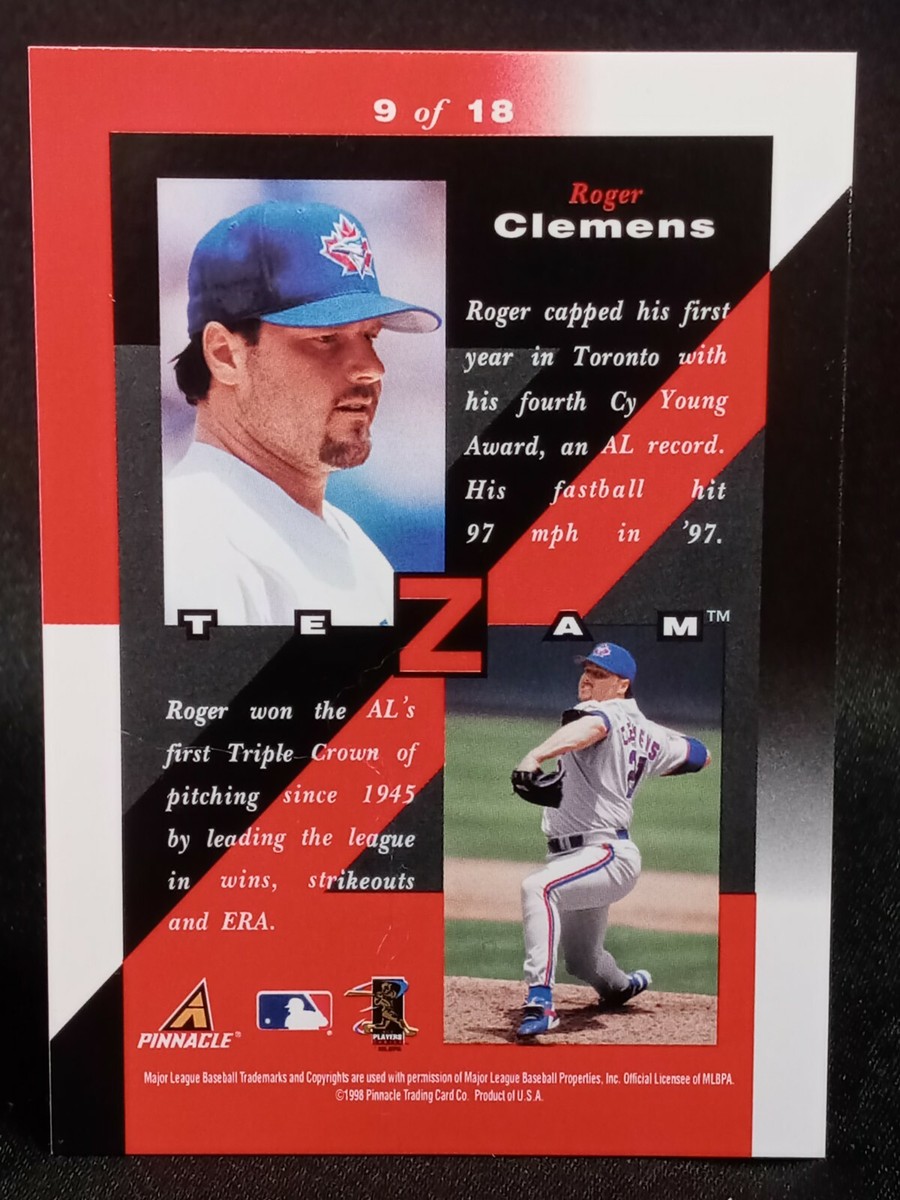 9 of 18
Roger
Clemens
Roger capped his first
year in Toronto with
his fourth Cy Young
Award, an AL record.
His fastball hit
97 mph in '97.
TEZAM™
Roger won the AL's
first Triple Crown of
pitching since 1945
by leading the league
in wins, strikeouts
and ERA.
CLEMENS
21
PINNACLE®
PLAYERS
Major League Baseball Trademarks and Copyrights are used with permission of Major League Baseball Properties, Inc. Official Licensee of MLBPA.
©1998 Pinnacle Trading Card Co. Product of U.S.A.